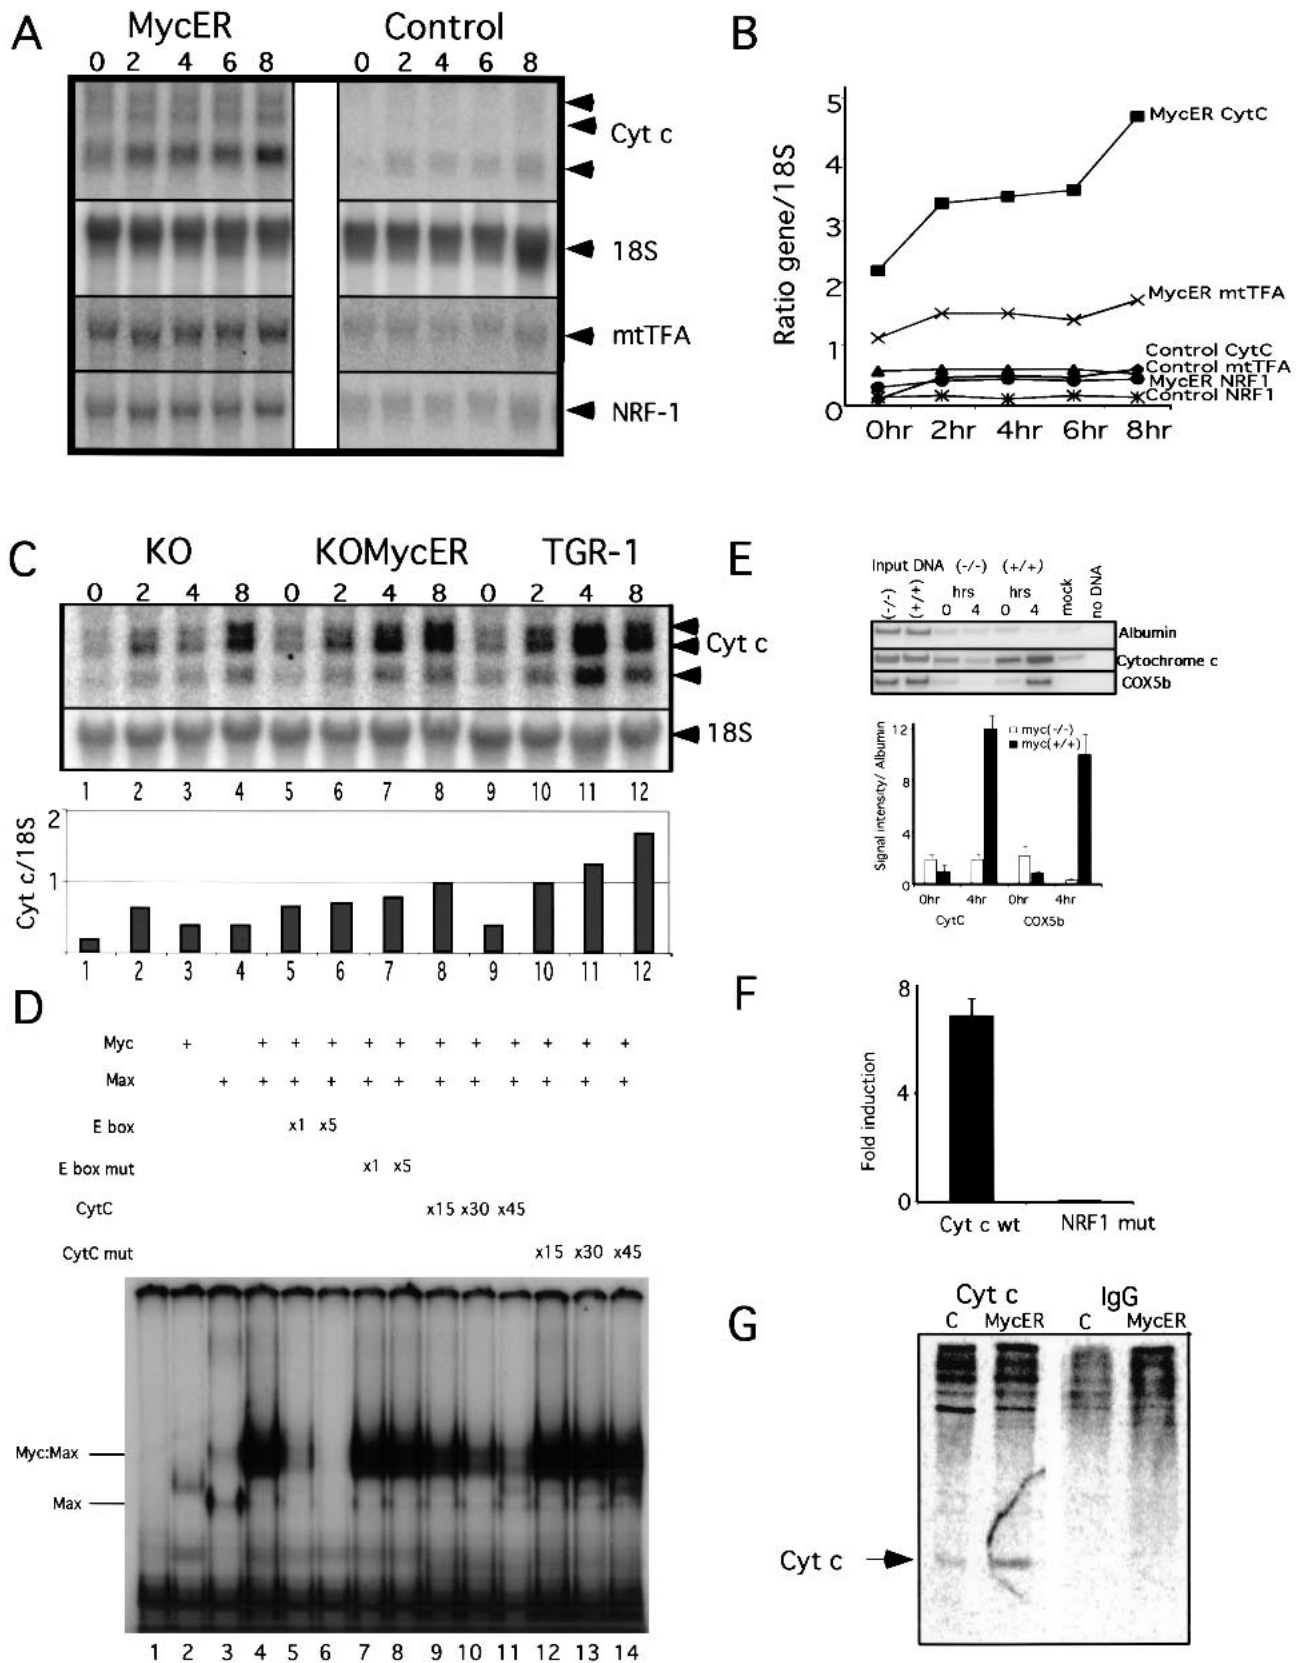 A
MycER Control
0 2 4 6 8 0 2 4 6 8
Cyt c
18S
mtTFA
NRF-1
B
Ratio gene/18S
5
4
3
2
1
0
0hr 2hr 4hr 6hr 8hr
MycER CytC
MycER mtTFA
Control CytC
Control mtTFA
MycER NRF1
Control NRF1
C
KO KOMycER TGR-1
0 2 4 8 0 2 4 8 0 2 4 8
Cyt c
18S
1 2 3 4 5 6 7 8 9 10 11 12
Cyt c/18S
2
1
1 2 3 4 5 6 7 8 9 10 11 12
D
Myc + + + + + + + + + + + +
Max + + + + + + + + + + + +
E box x1 x5
E box mut x1 x5
CytC x15 x30 x45
CytC mut x15 x30 x45
Myc:Max
Max
1 2 3 4 5 6 7 8 9 10 11 12 13 14
E
Input DNA (-/-) (+/+)
hrs hrs
(-/-) (+/+) 0 4 0 4 mock no DNA
Albumin
Cytochrome c
COX5b
Signal intensity/ Albumin
12
8
4
0
myc(-/-)
myc(+/+)
0hr 4hr 0hr 4hr
CytC COX5b
F
Fold induction
8
4
0
Cyt c wt NRF1 mut
G
Cyt c IgG
C MycER C MycER
Cyt c